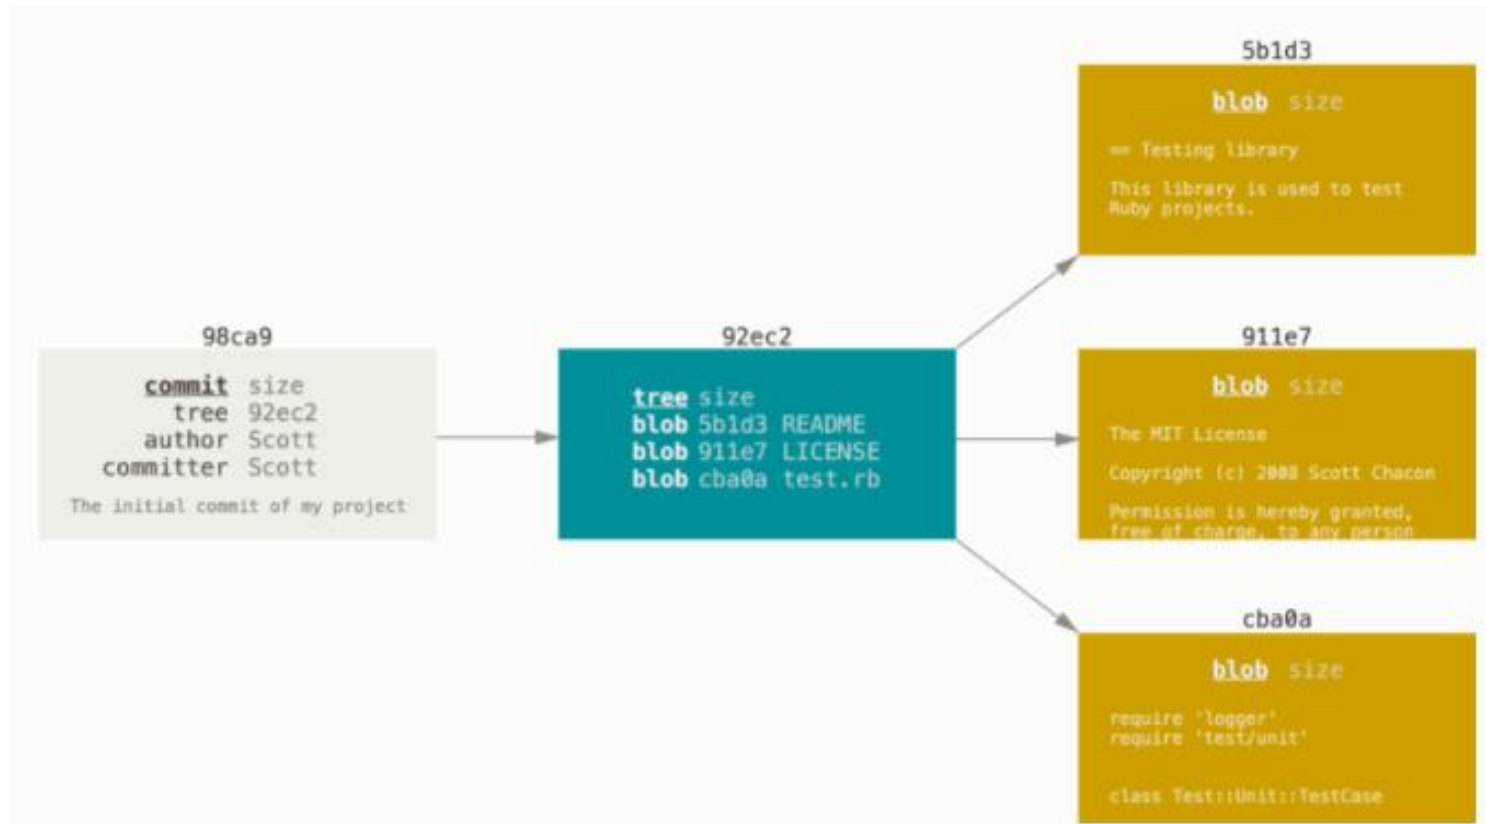 98ca9
commit size
tree 92ec2
author Scott
committer Scott
The initial commit of my project
92ec2
tree size
blob 5b1d3 README
blob 911e7 LICENSE
blob cba0a test.rb
5b1d3
blob size
== Testing library
This library is used to test
Ruby projects.
911e7
blob size
The MIT License
Copyright (c) 2008 Scott Chacon
Permission is hereby granted,
free of charge, to any person
cba0a
blob size
require 'logger'
require 'test/unit'
class Test::Unit::TestCase